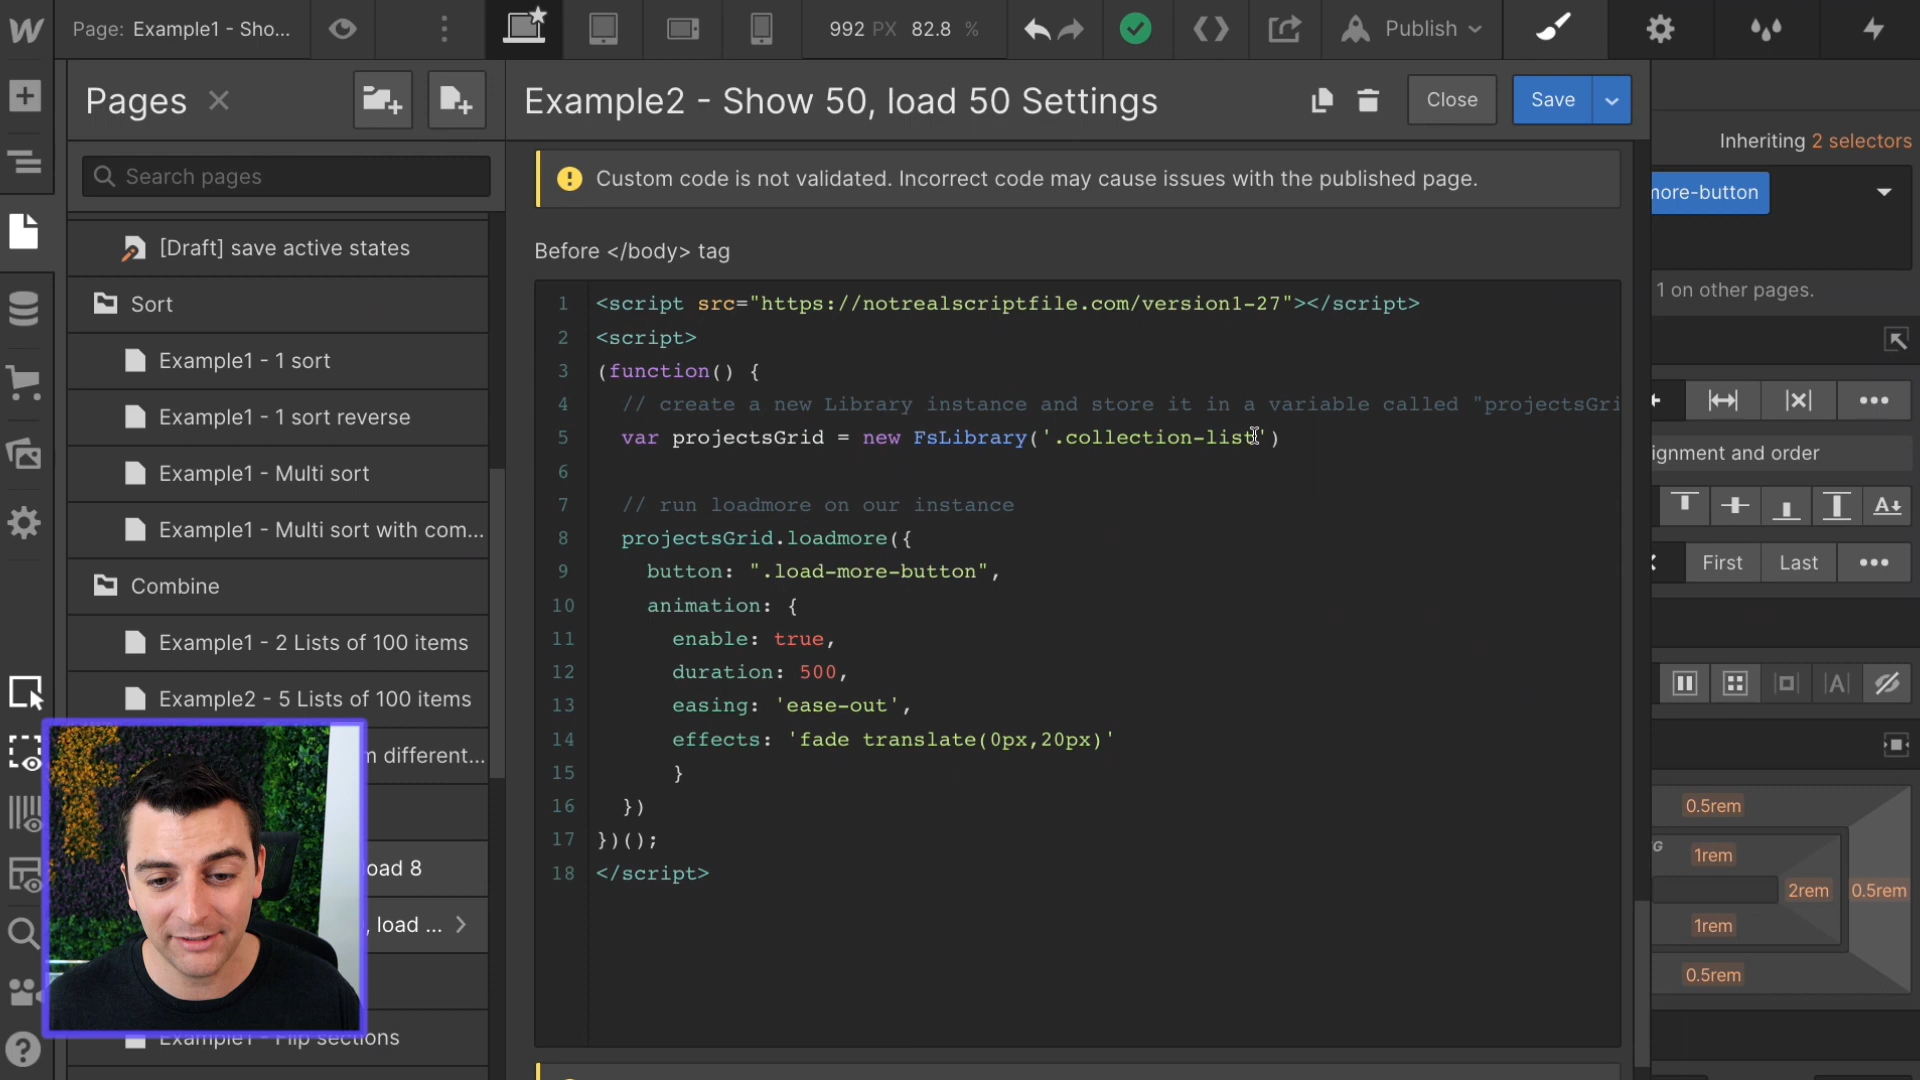 Page: Example1 - Sho...
992 PX 82.8 %
Publish
Pages
Search pages
[Draft] save active states
Sort
Example1 - 1 sort
Example1 - 1 sort reverse
Example1 - Multi sort
Example1 - Multi sort with com...
Combine
Example1 - 2 Lists of 100 items
Example2 - 5 Lists of 100 items
m different...
oad 8
, load ...
Example1 - Flip sections
Example2 - Show 50, load 50 Settings
Close
Save
Custom code is not validated. Incorrect code may cause issues with the published page.
Before </body> tag
1 <script src="https://notrealscriptfile.com/version1-27"></script>
2 <script>
3 (function() {
4 // create a new Library instance and store it in a variable called "projectsGri
5 var projectsGrid = new FsLibrary('.collection-list')
6
7 // run loadmore on our instance
8 projectsGrid.loadmore({
9 button: ".load-more-button",
10 animation: {
11 enable: true,
12 duration: 500,
13 easing: 'ease-out',
14 effects: 'fade translate(0px,20px)'
15 }
16 })
17 })();
18 </script>
Inheriting 2 selectors
more-button
1 on other pages.
ignment and order
First
Last
0.5rem
1rem
2rem
0.5rem
1rem
0.5rem